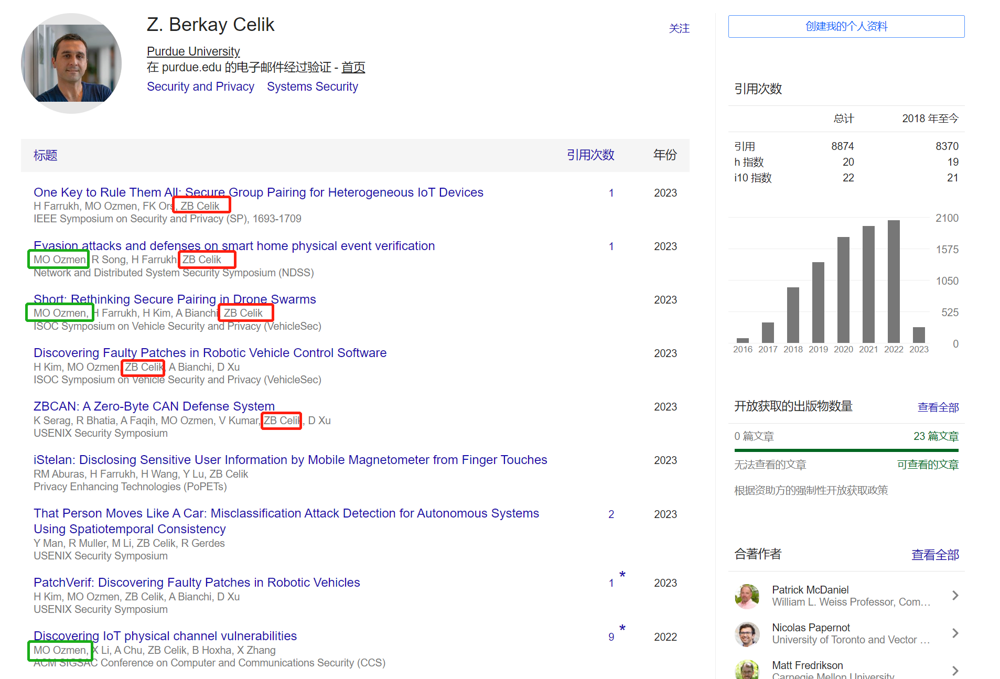 Z. Berkay Celik
关注
Purdue University
在 purdue.edu 的电子邮件经过验证 - 首页
Security and Privacy Systems Security
标题 引用次数 年份
One Key to Rule Them All: Secure Group Pairing for Heterogeneous IoT Devices 1 2023
H Farrukh, MO Ozmen, FK Ors, ZB Celik
IEEE Symposium on Security and Privacy (SP), 1693-1709
Evasion attacks and defenses on smart home physical event verification 1 2023
MO Ozmen, R Song, H Farrukh, ZB Celik
Network and Distributed System Security Symposium (NDSS)
Short: Rethinking Secure Pairing in Drone Swarms 2023
MO Ozmen, H Farrukh, H Kim, A Bianchi, ZB Celik
ISOC Symposium on Vehicle Security and Privacy (VehicleSec)
Discovering Faulty Patches in Robotic Vehicle Control Software 2023
H Kim, MO Ozmen, ZB Celik, A Bianchi, D Xu
ISOC Symposium on Vehicle Security and Privacy (VehicleSec)
ZBCAN: A Zero-Byte CAN Defense System 2023
K Serag, R Bhatia, A Faqih, MO Ozmen, V Kumar, ZB Celik, D Xu
USENIX Security Symposium
iStelan: Disclosing Sensitive User Information by Mobile Magnetometer from Finger Touches 2023
RM Aburas, H Farrukh, H Wang, Y Lu, ZB Celik
Privacy Enhancing Technologies (PoPETs)
That Person Moves Like A Car: Misclassification Attack Detection for Autonomous Systems 2 2023
Using Spatiotemporal Consistency
Y Man, R Muller, M Li, ZB Celik, R Gerdes
USENIX Security Symposium
PatchVerif: Discovering Faulty Patches in Robotic Vehicles 1 * 2023
H Kim, MO Ozmen, ZB Celik, A Bianchi, D Xu
USENIX Security Symposium
Discovering IoT physical channel vulnerabilities 9 * 2022
MO Ozmen, X Li, A Chu, ZB Celik, B Hoxha, X Zhang
ACM SIGSAC Conference on Computer and Communications Security (CCS)
创建我的个人资料
引用次数
总计 2018 年至今
引用 8874 8370
h 指数 20 19
i10 指数 22 21
2100
1575
1050
525
0
2016 2017 2018 2019 2020 2021 2022 2023
开放获取的出版物数量 查看全部
0 篇文章 23 篇文章
无法查看的文章 可查看的文章
根据资助方的强制性开放获取政策
合著作者 查看全部
Patrick McDaniel
William L. Weiss Professor, Com…
Nicolas Papernot
University of Toronto and Vector …
Matt Fredrikson
Carnegie Mellon University